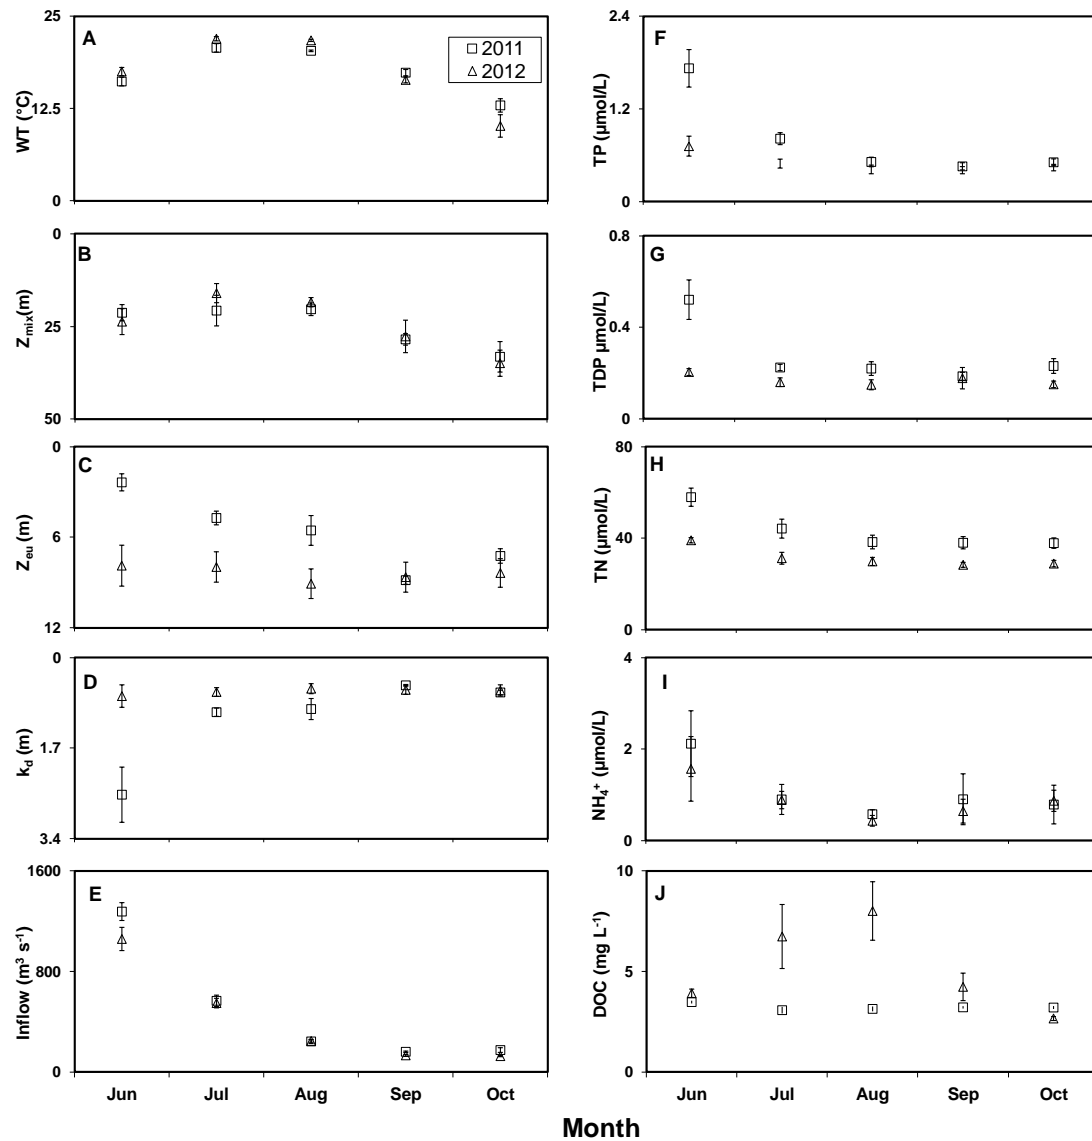 A
WT (°C)
25
12.5
0
2011
2012
B
Zmix(m)
0
25
50
C
Zeu (m)
0
6
12
D
kd (m)
0
1.7
3.4
E
Inflow (m³ s⁻¹)
1600
800
0
Jun Jul Aug Sep Oct
F
TP (µmol/L)
2.4
1.2
0
G
TDP µmol/L)
0.8
0.4
0
H
TN (µmol/L)
80
40
0
I
NH₄⁺ (µmol/L)
4
2
0
J
DOC (mg L⁻¹)
10
5
0
Jun Jul Aug Sep Oct
Month